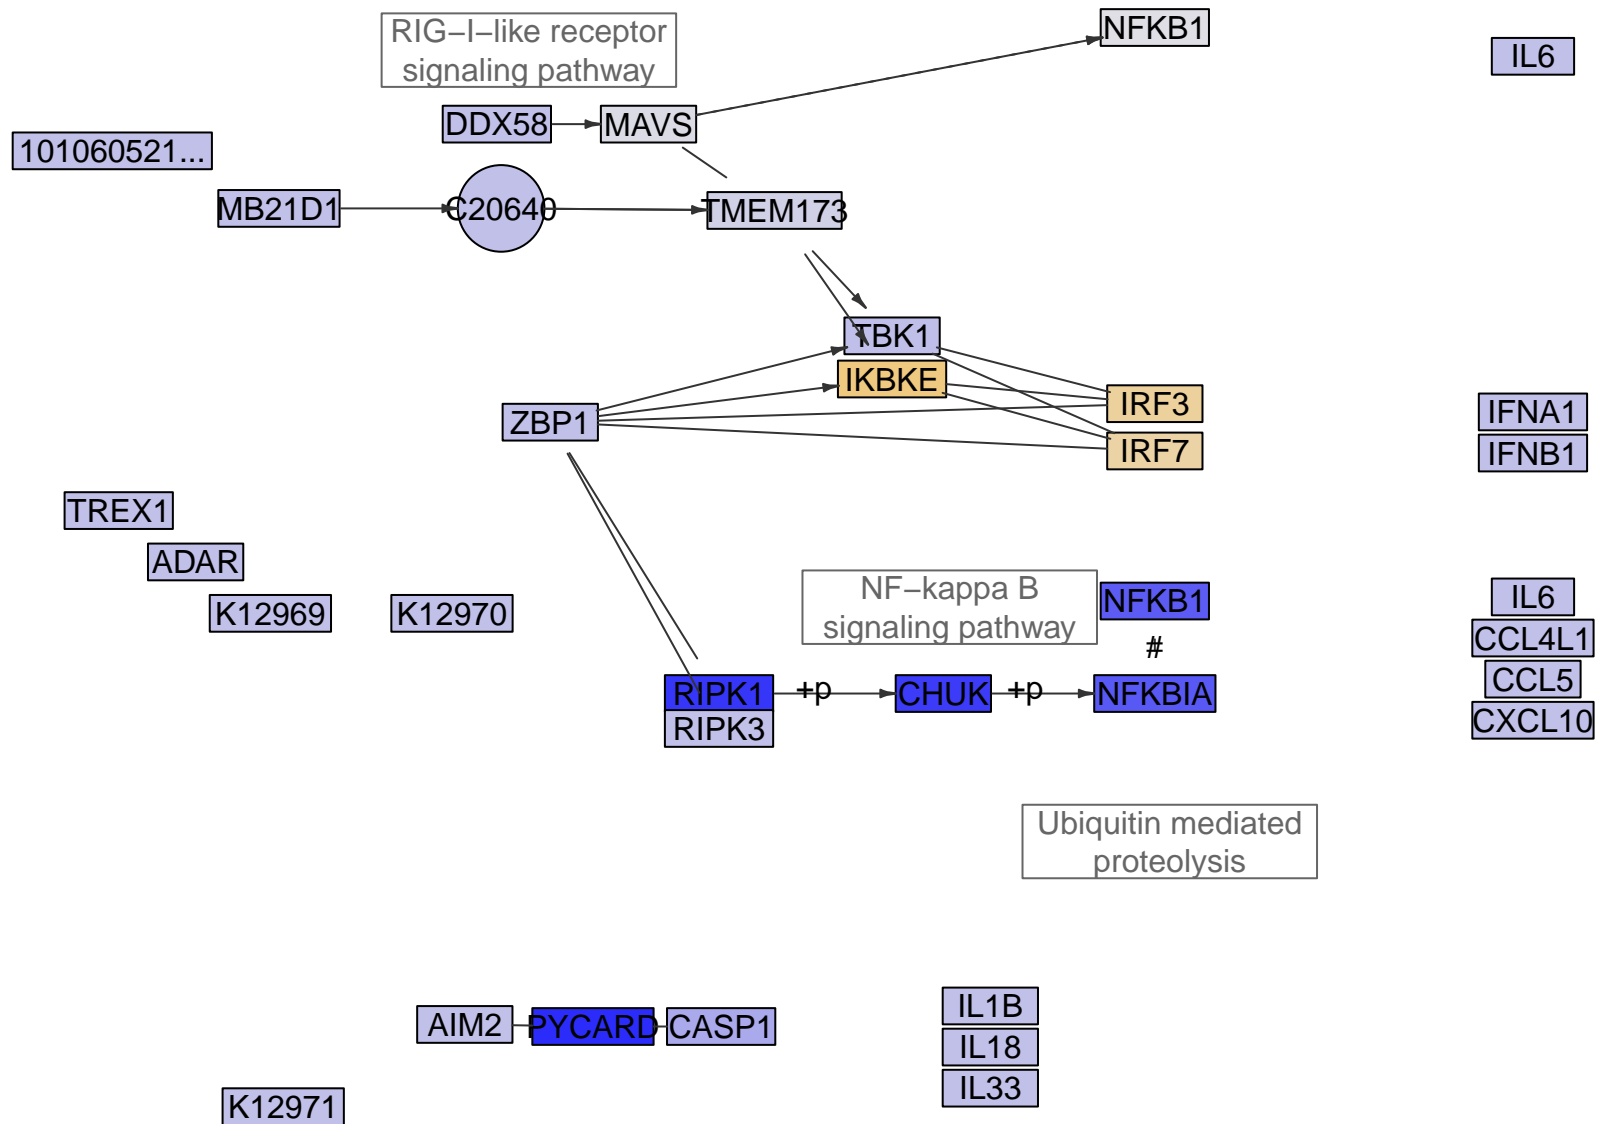 RIG−I−like receptor
signaling pathway
NFKB1
IL6
DDX58
MAVS
101060521...
MB21D1
C20640
TMEM173
TBK1
IKBKE
IRF3
IRF7
ZBP1
IFNA1
IFNB1
TREX1
ADAR
K12969
K12970
NF−kappa B
signaling pathway
NFKB1
#
IL6
CCL4L1
CCL5
CXCL10
RIPK1
+p
CHUK
+p
NFKBIA
RIPK3
Ubiquitin mediated
proteolysis
AIM2
PYCARD
CASP1
IL1B
IL18
IL33
K12971